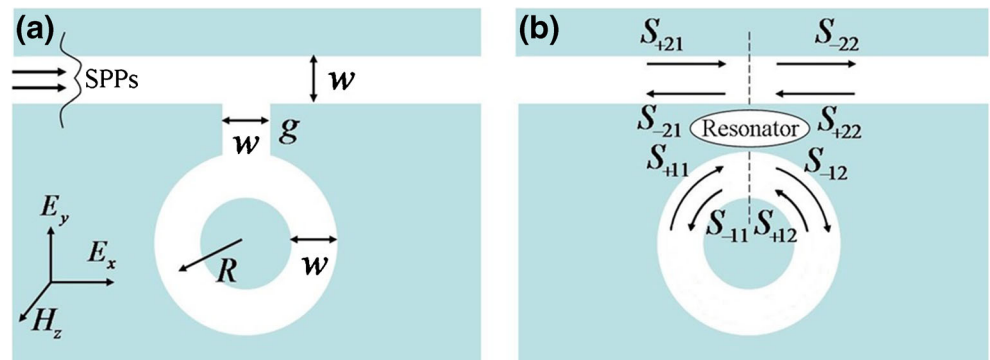 (a)
SPPs
w
w
g
E_y
E_x
H_z
R
w
(b)
S_{+21}
S_{-22}
S_{-21}
Resonator
S_{+22}
S_{+11}
S_{-12}
S_{-11}
S_{+12}